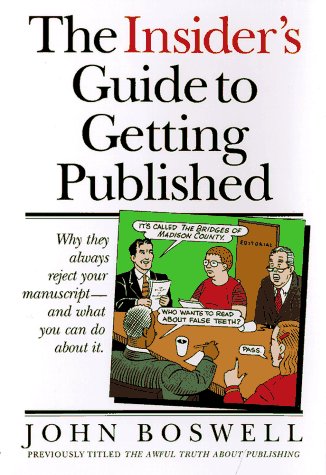 The Insider's
Guide to
Getting
Published
Why they
always
reject your
manuscript—
and what
you can do
about it.
IT'S CALLED THE BRIDGES OF
MADISON COUNTY.
EDITORIAL
WHO WANTS TO READ
ABOUT FALSE TEETH?
PASS.
JOHN BOSWELL
PREVIOUSLY TITLED THE AWFUL TRUTH ABOUT PUBLISHING